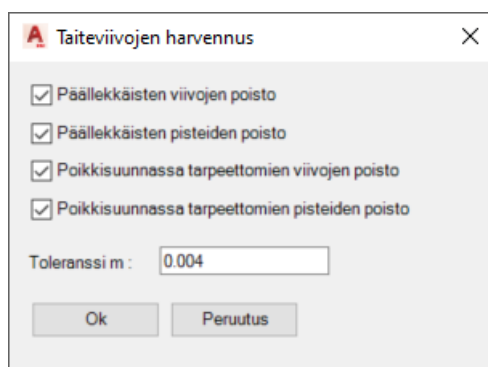 Taiteviivojen harvennus
Päällekkäisten viivojen poisto
Päällekkäisten pisteiden poisto
Poikkisuunnassa tarpeettomien viivojen poisto
Poikkisuunnassa tarpeettomien pisteiden poisto
Toleranssi m : 0.004
Ok Peruutus